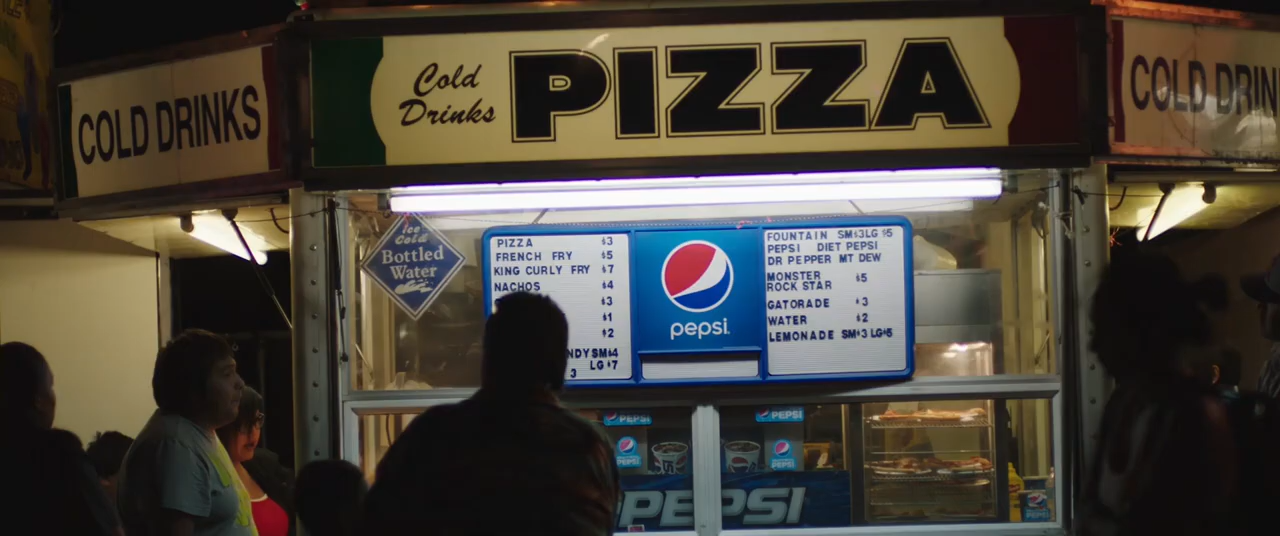 COLD DRINKS
Cold
Drinks
PIZZA
COLD DRIN
Ice
Cold
Bottled
Water
PIZZA $3
FRENCH FRY $5
KING CURLY FRY $7
NACHOS $4
$3
$1
$2
NDY SM$4
LG$7
3
pepsi
FOUNTAIN SM$3LG $5
PEPSI DIET PEPSI
DR PEPPER MT DEW
MONSTER $5
ROCK STAR
GATORADE $3
WATER $2
LEMONADE SM$3 LG$5
PEPSI
PEPSI
PEPSI
PEPSI